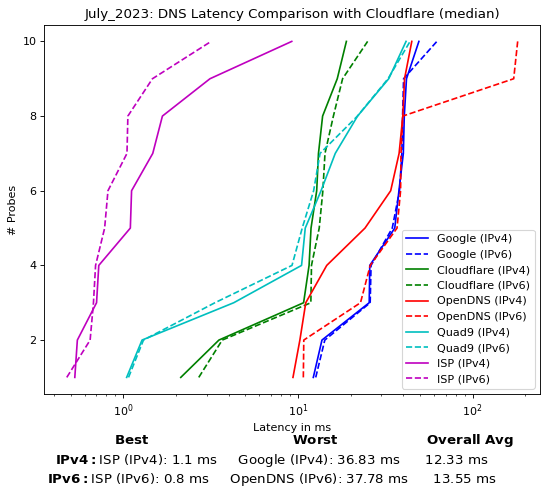 July_2023: DNS Latency Comparison with Cloudflare (median)
10
8
6
4
2
# Probes
Google (IPv4)
Google (IPv6)
Cloudflare (IPv4)
Cloudflare (IPv6)
OpenDNS (IPv4)
OpenDNS (IPv6)
Quad9 (IPv4)
Quad9 (IPv6)
ISP (IPv4)
ISP (IPv6)
10⁰ 10¹ 10²
Latency in ms
Best Worst Overall Avg
IPv4: ISP (IPv4): 1.1 ms Google (IPv4): 36.83 ms 12.33 ms
IPv6: ISP (IPv6): 0.8 ms OpenDNS (IPv6): 37.78 ms 13.55 ms